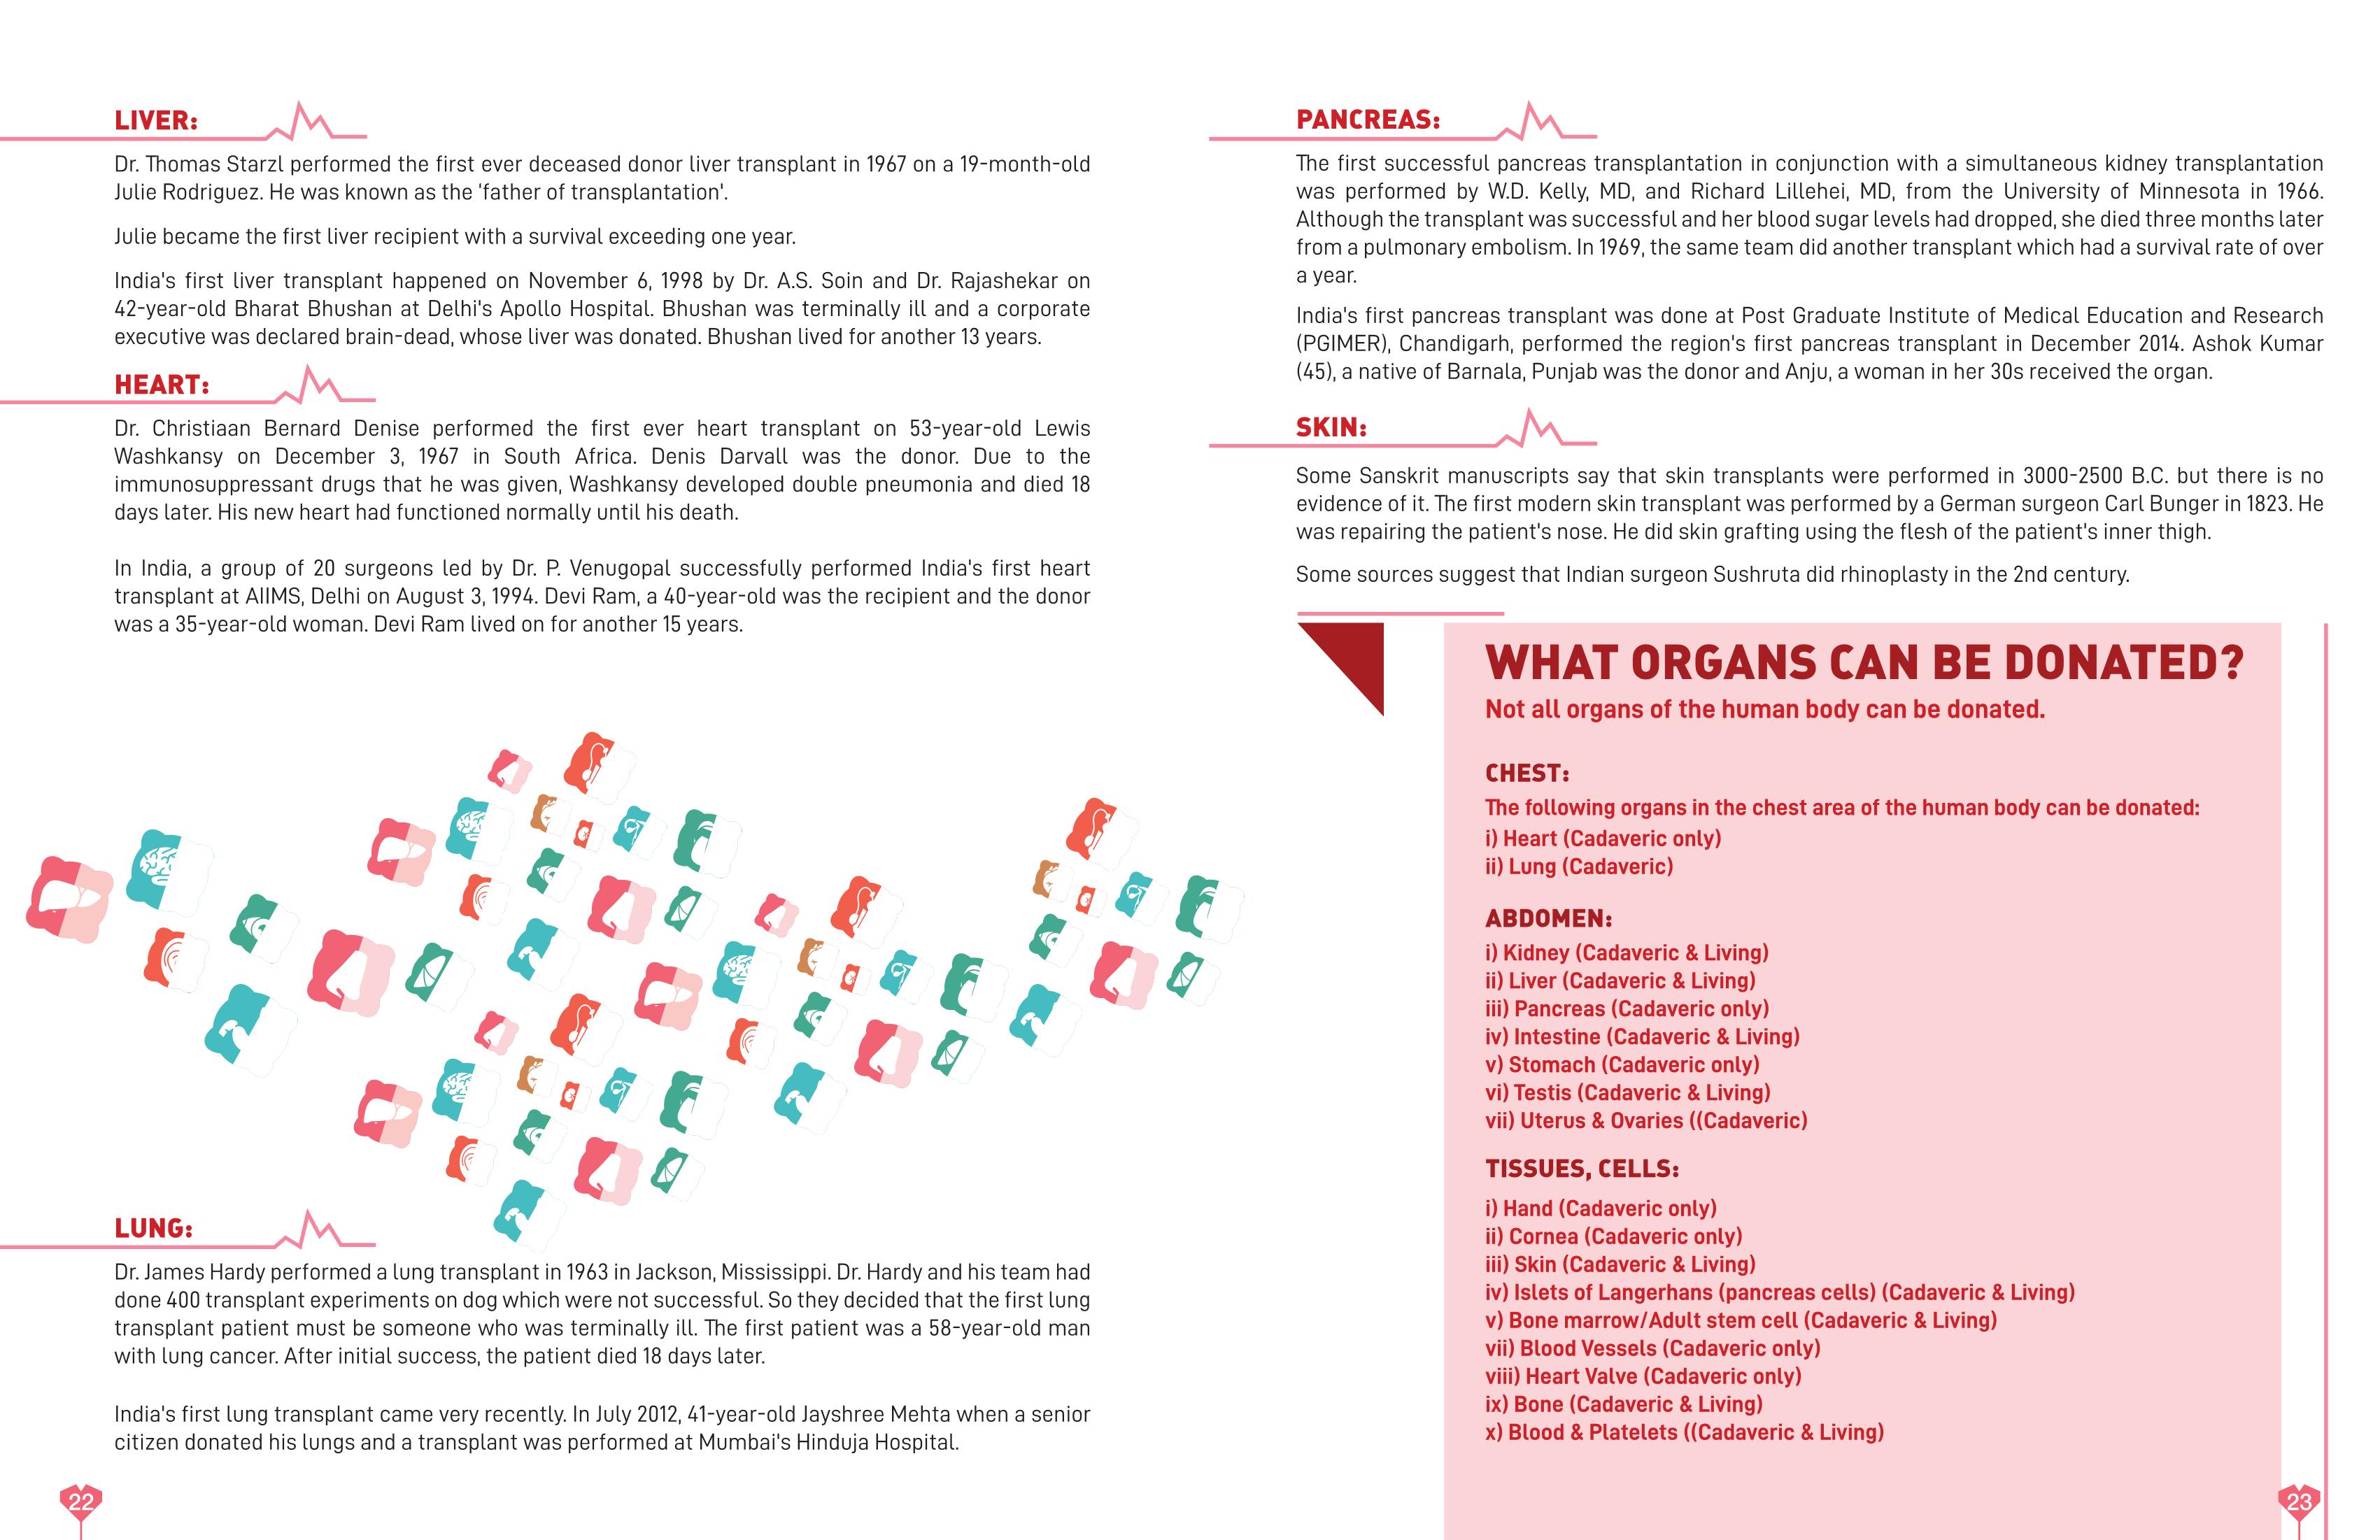 LIVER:
Dr. Thomas Starzl performed the first ever deceased donor liver transplant in 1967 on a 19-month-old
Julie Rodriguez. He was known as the ‘father of transplantation'.
Julie became the first liver recipient with a survival exceeding one year.
India's first liver transplant happened on November 6, 1998 by Dr. A.S. Soin and Dr. Rajashekar on
42-year-old Bharat Bhushan at Delhi's Apollo Hospital. Bhushan was terminally ill and a corporate
executive was declared brain-dead, whose liver was donated. Bhushan lived for another 13 years.
HEART:
Dr. Christiaan Bernard Denise performed the first ever heart transplant on 53-year-old Lewis
Washkansy on December 3, 1967 in South Africa. Denis Darvall was the donor. Due to the
immunosuppressant drugs that he was given, Washkansy developed double pneumonia and died 18
days later. His new heart had functioned normally until his death.
In India, a group of 20 surgeons led by Dr. P. Venugopal successfully performed India's first heart
transplant at AIIMS, Delhi on August 3, 1994. Devi Ram, a 40-year-old was the recipient and the donor
was a 35-year-old woman. Devi Ram lived on for another 15 years.
LUNG:
Dr. James Hardy performed a lung transplant in 1963 in Jackson, Mississippi. Dr. Hardy and his team had
done 400 transplant experiments on dog which were not successful. So they decided that the first lung
transplant patient must be someone who was terminally ill. The first patient was a 58-year-old man
with lung cancer. After initial success, the patient died 18 days later.
India's first lung transplant came very recently. In July 2012, 41-year-old Jayshree Mehta when a senior
citizen donated his lungs and a transplant was performed at Mumbai's Hinduja Hospital.
22
PANCREAS:
The first successful pancreas transplantation in conjunction with a simultaneous kidney transplantation
was performed by W.D. Kelly, MD, and Richard Lillehei, MD, from the University of Minnesota in 1966.
Although the transplant was successful and her blood sugar levels had dropped, she died three months later
from a pulmonary embolism. In 1969, the same team did another transplant which had a survival rate of over
a year.
India's first pancreas transplant was done at Post Graduate Institute of Medical Education and Research
(PGIMER), Chandigarh, performed the region's first pancreas transplant in December 2014. Ashok Kumar
(45), a native of Barnala, Punjab was the donor and Anju, a woman in her 30s received the organ.
SKIN:
Some Sanskrit manuscripts say that skin transplants were performed in 3000-2500 B.C. but there is no
evidence of it. The first modern skin transplant was performed by a German surgeon Carl Bunger in 1823. He
was repairing the patient's nose. He did skin grafting using the flesh of the patient's inner thigh.
Some sources suggest that Indian surgeon Sushruta did rhinoplasty in the 2nd century.
WHAT ORGANS CAN BE DONATED?
Not all organs of the human body can be donated.
CHEST:
The following organs in the chest area of the human body can be donated:
i) Heart (Cadaveric only)
ii) Lung (Cadaveric)
ABDOMEN:
i) Kidney (Cadaveric & Living)
ii) Liver (Cadaveric & Living)
iii) Pancreas (Cadaveric only)
iv) Intestine (Cadaveric & Living)
v) Stomach (Cadaveric only)
vi) Testis (Cadaveric & Living)
vii) Uterus & Ovaries ((Cadaveric)
TISSUES, CELLS:
i) Hand (Cadaveric only)
ii) Cornea (Cadaveric only)
iii) Skin (Cadaveric & Living)
iv) Islets of Langerhans (pancreas cells) (Cadaveric & Living)
v) Bone marrow/Adult stem cell (Cadaveric & Living)
vii) Blood Vessels (Cadaveric only)
viii) Heart Valve (Cadaveric only)
ix) Bone (Cadaveric & Living)
x) Blood & Platelets ((Cadaveric & Living)
23